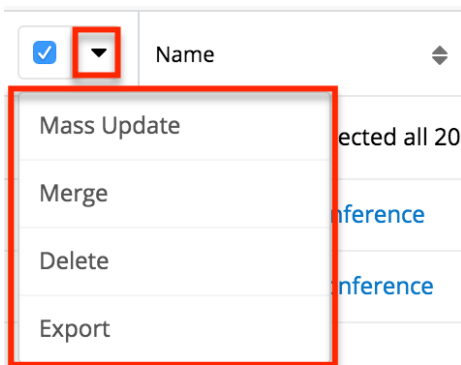 Name
Mass Update
ected all 20
Merge
nference
Delete
nference
Export